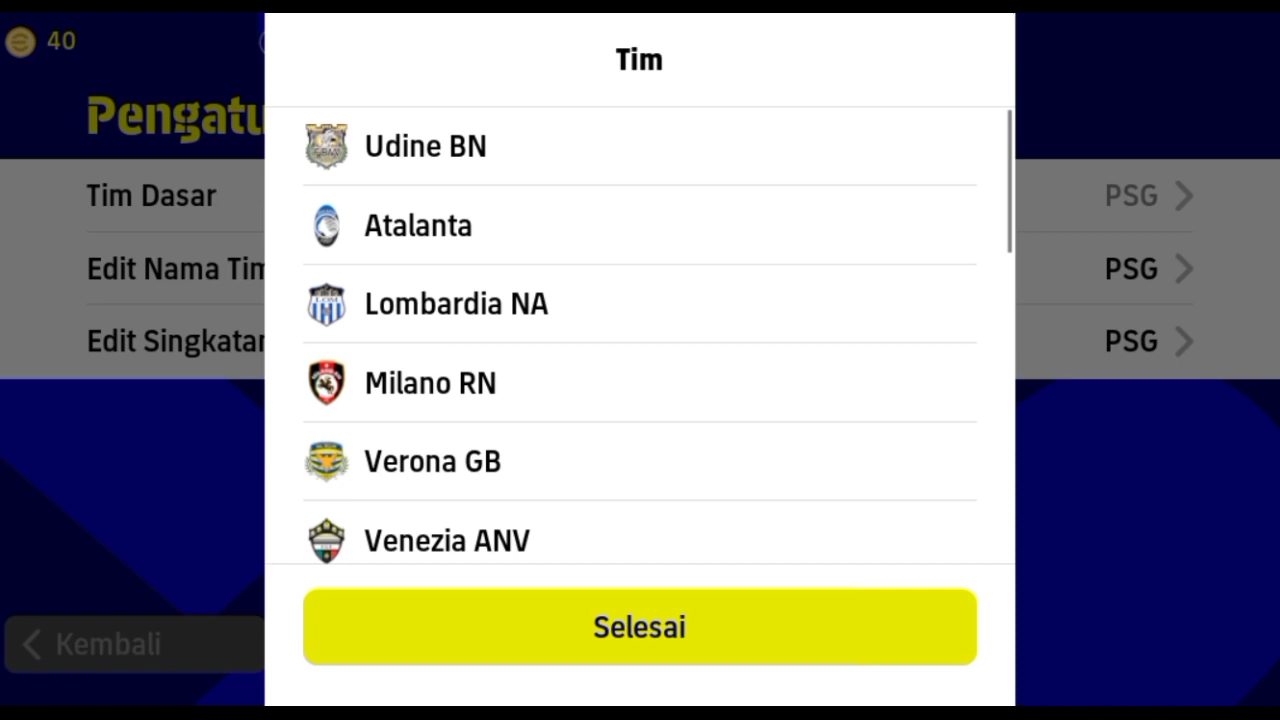 40
Tim
Pengatu
Udine BN
Tim Dasar
PSG
Atalanta
Edit Nama Tim
PSG
Lombardia NA
Edit Singkatan
PSG
Milano RN
Verona GB
Venezia ANV
Selesai
Kembali